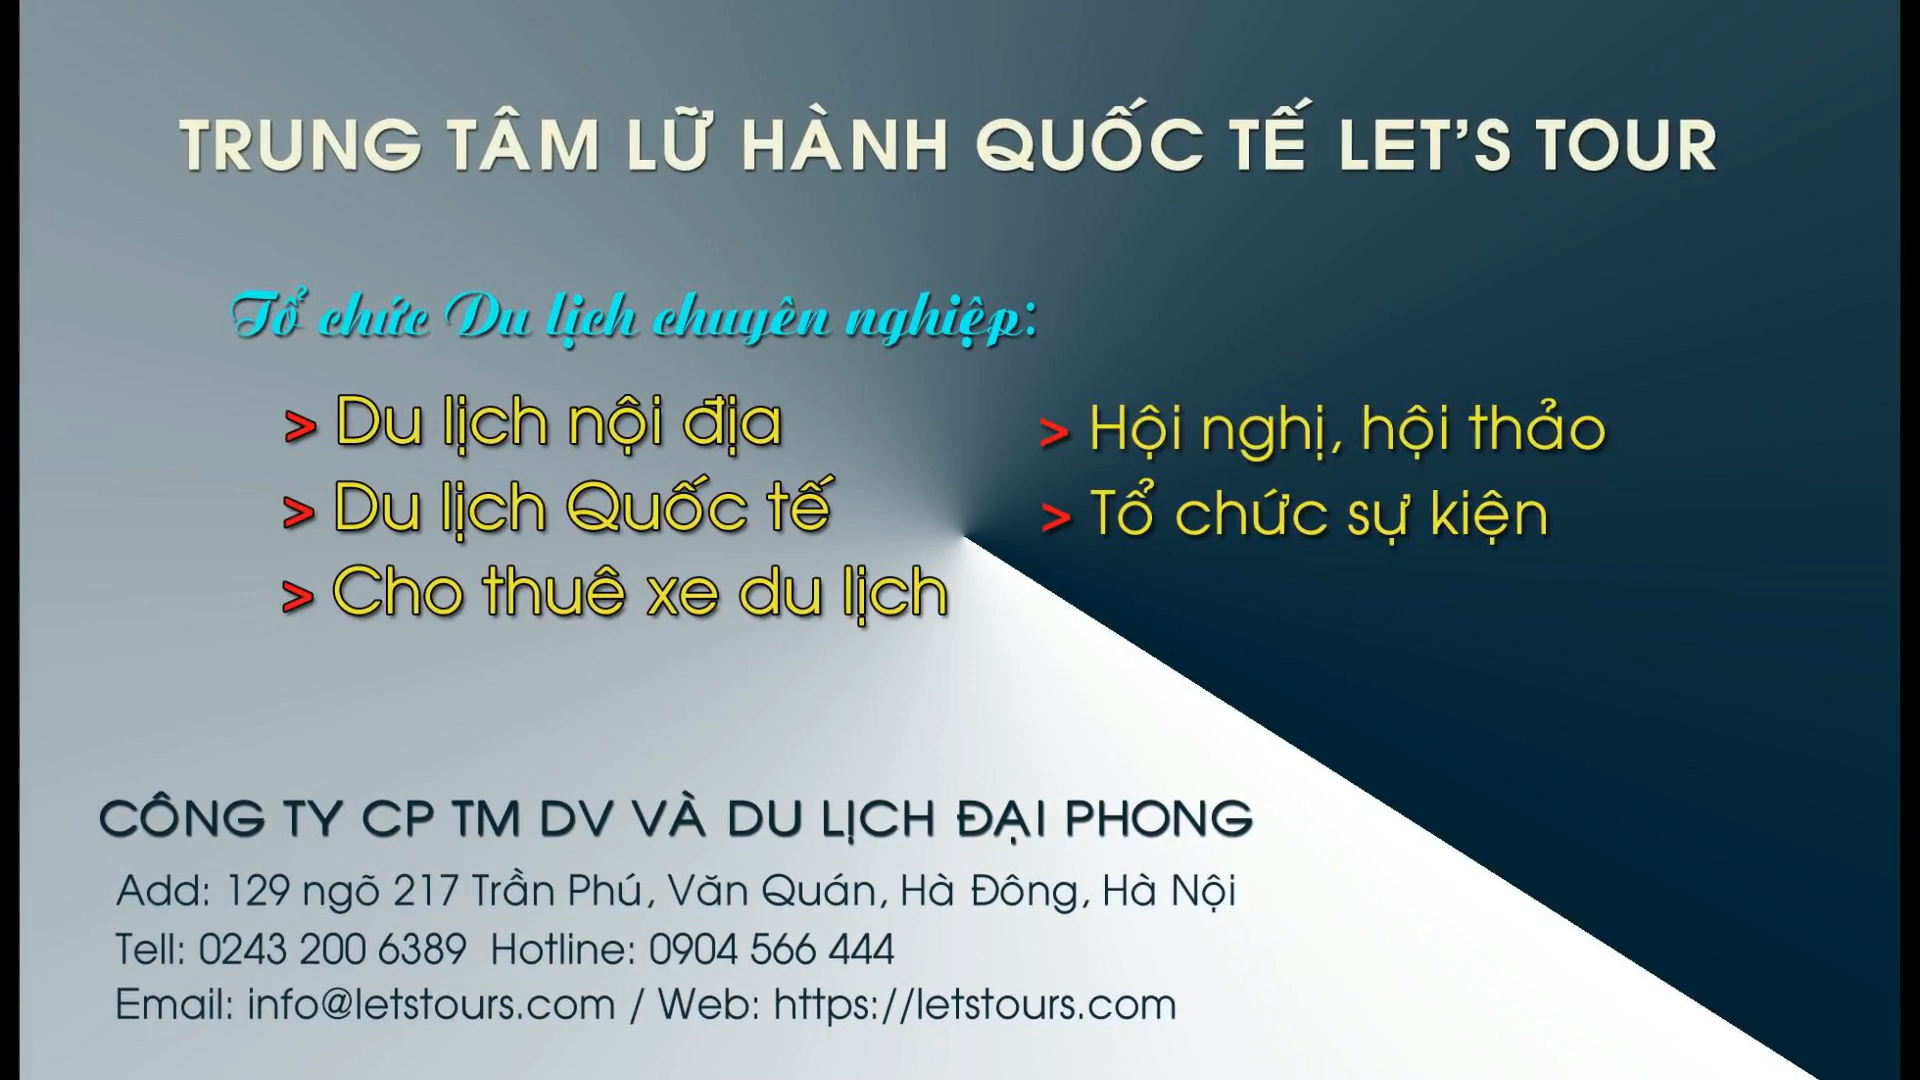 TRUNG TÂM LỮ HÀNH QUỐC TẾ LET'S TOUR
Tổ chức Du lịch chuyên nghiệp:
> Du lịch nội địa
> Du lịch Quốc tế
> Cho thuê xe du lịch
> Hội nghị, hội thảo
> Tổ chức sự kiện
CÔNG TY CP TM DV VÀ DU LỊCH ĐẠI PHONG
Add: 129 ngõ 217 Trần Phú, Văn Quán, Hà Đông, Hà Nội
Tell: 0243 200 6389 Hotline: 0904 566 444
Email: info@letstours.com / Web: https://letstours.com